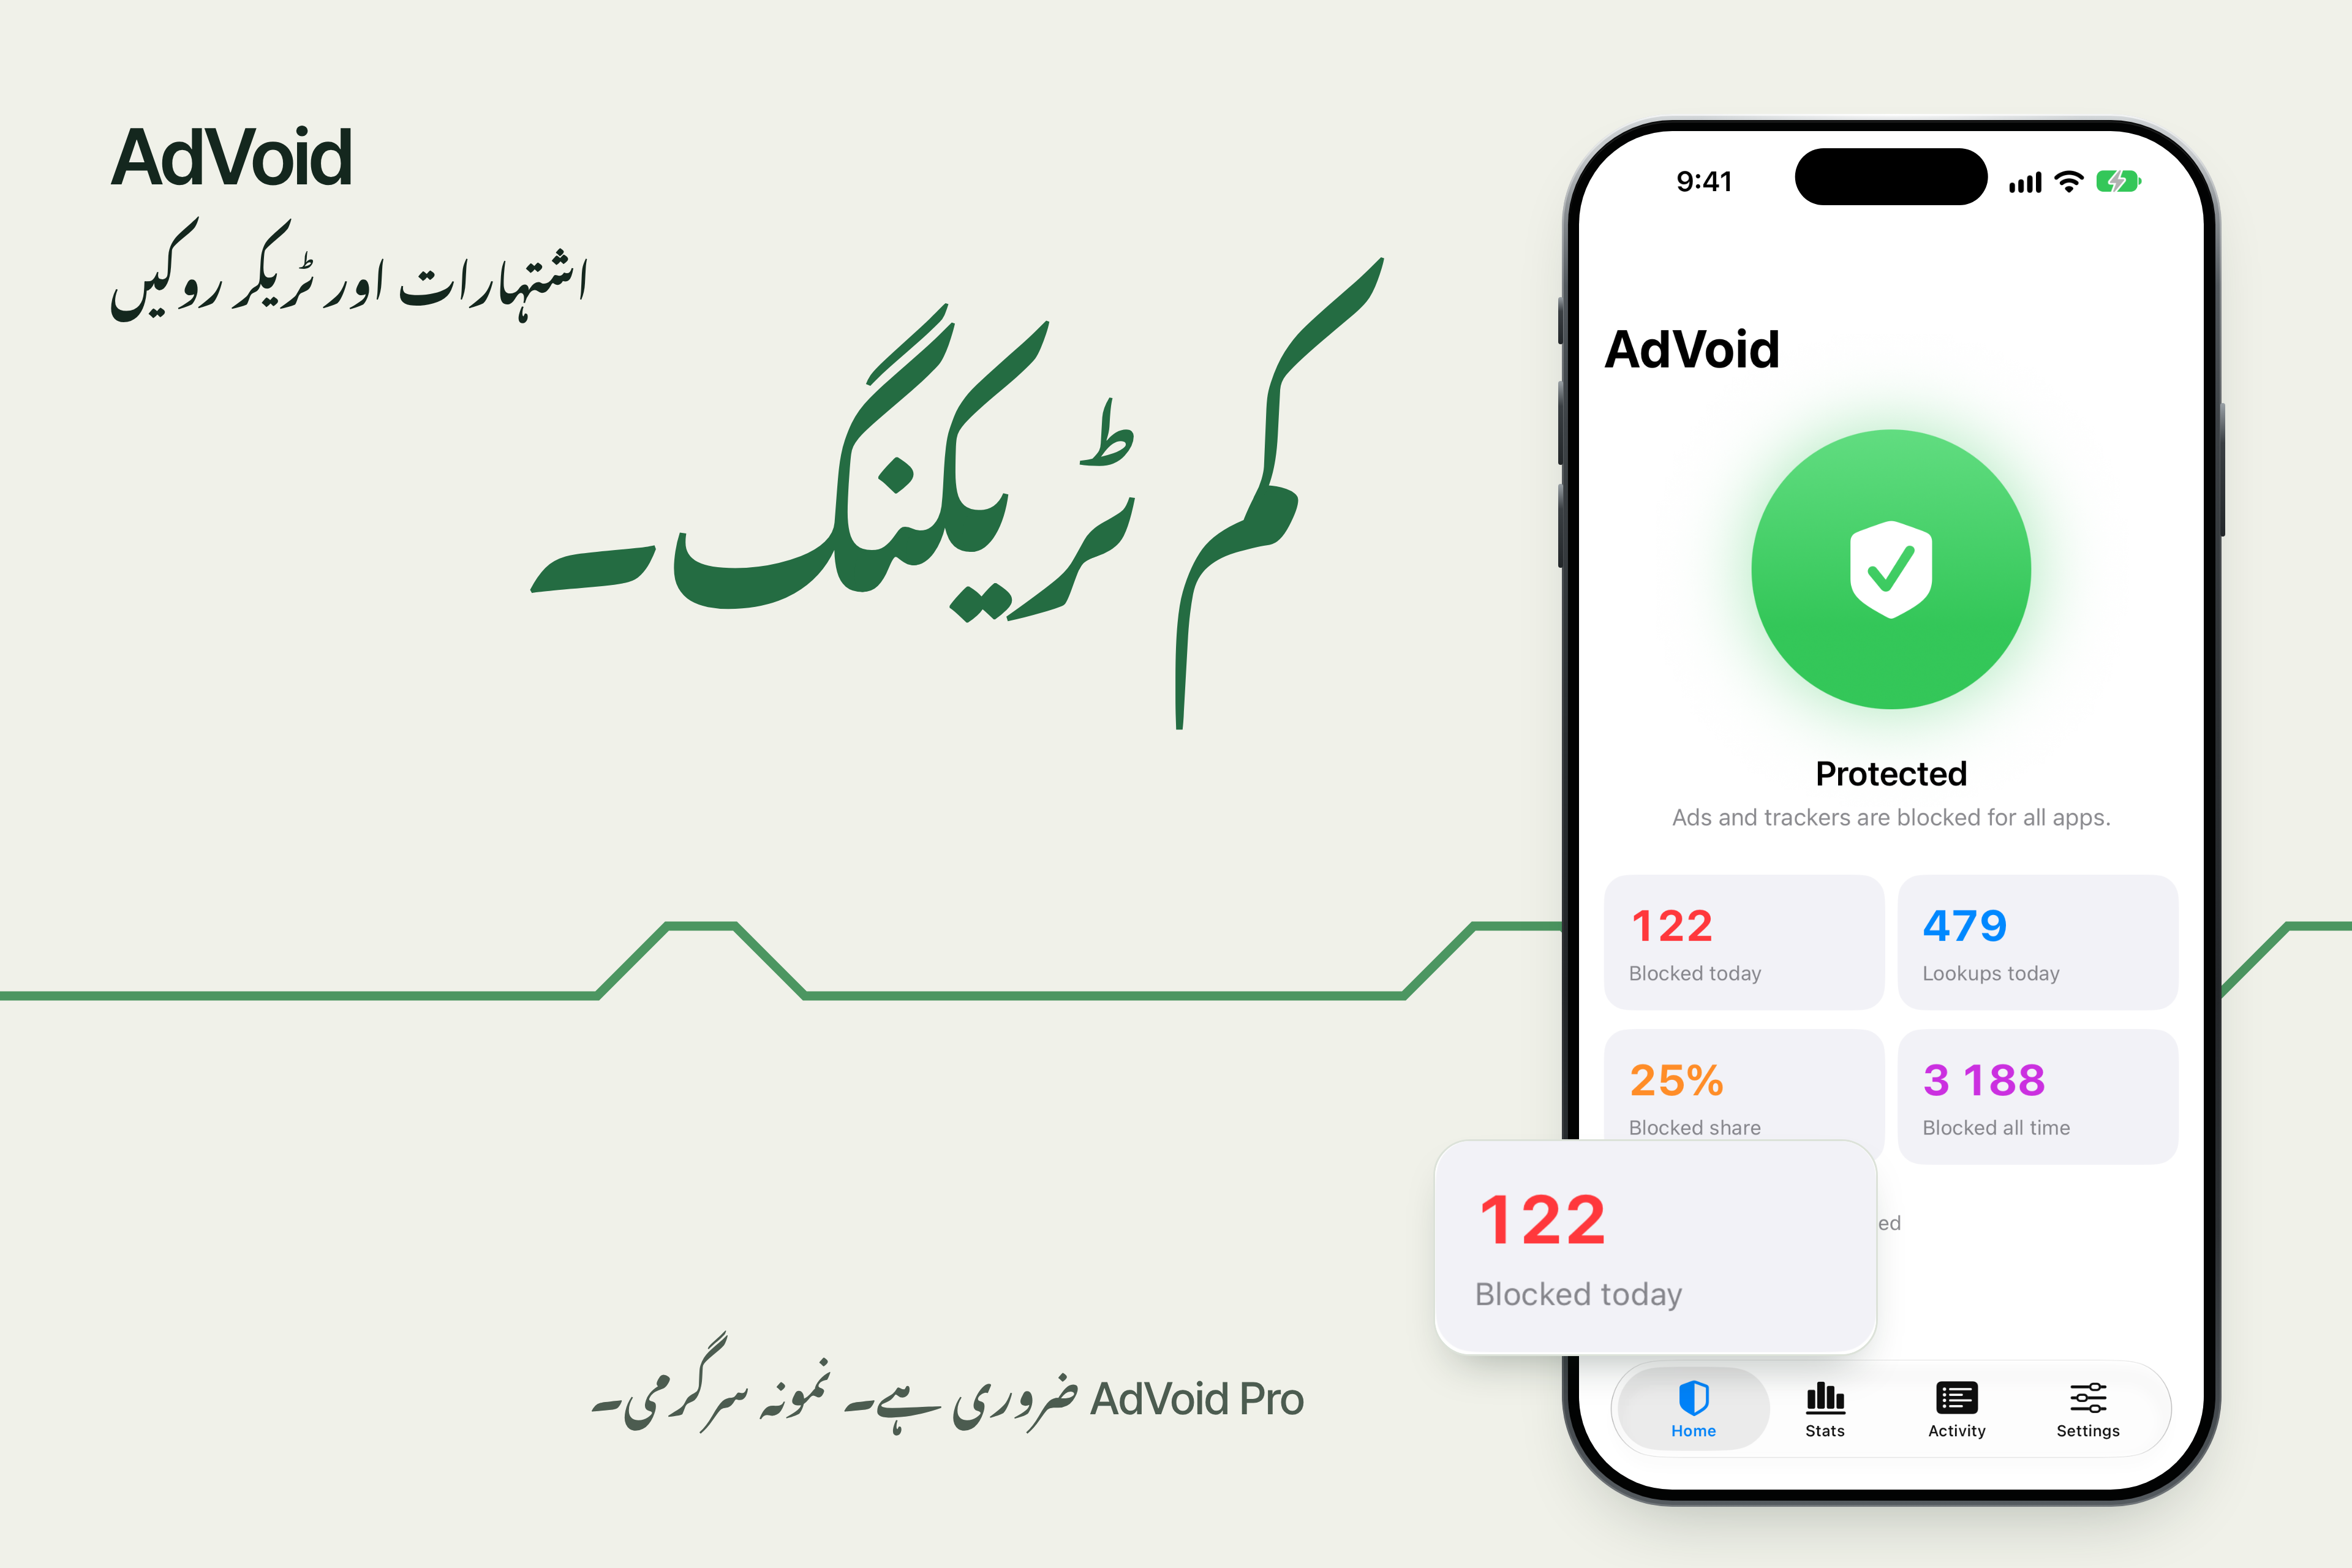 AdVoid
اشتہارات اور ٹریکر روکیں
کم ٹریکنگ۔
AdVoid Pro ضروری ہے۔ نمونہ سرگرمی۔
9:41
AdVoid
Protected
Ads and trackers are blocked for all apps.
122
Blocked today
479
Lookups today
25%
Blocked share
3 188
Blocked all time
ed
122
Blocked today
Home
Stats
Activity
Settings